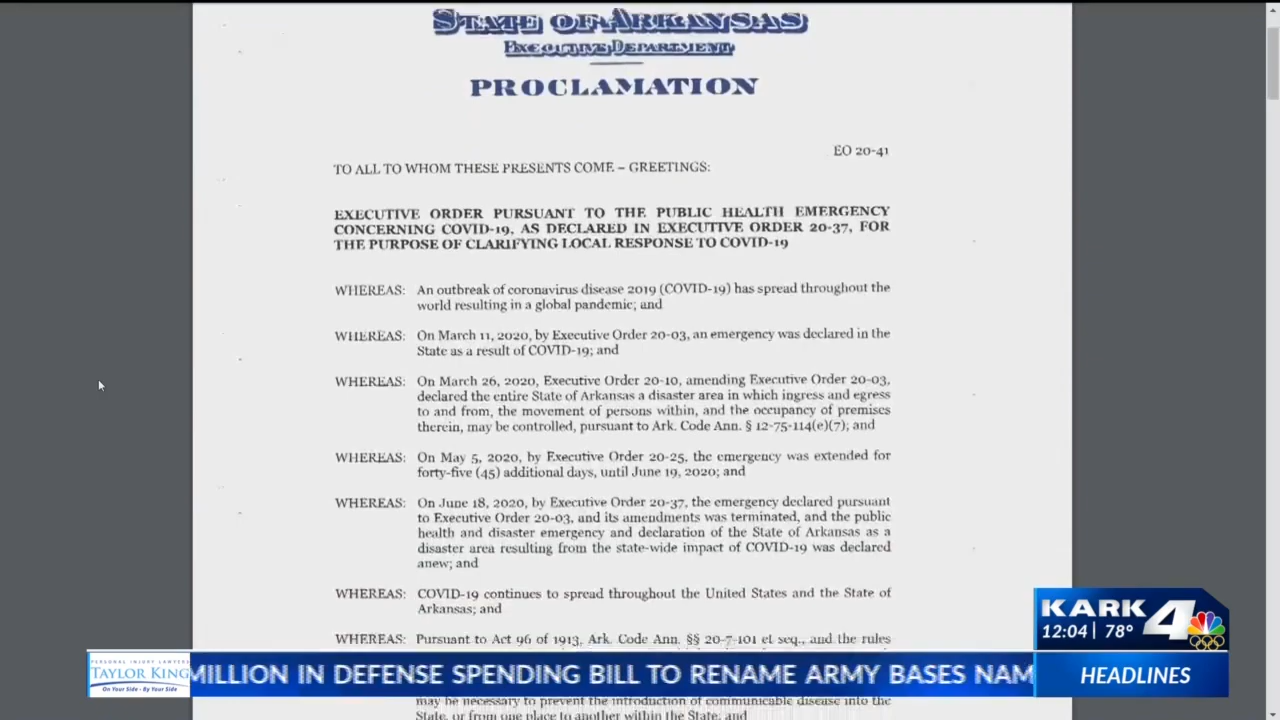 STATE OF ARKANSAS
EXECUTIVE DEPARTMENT
PROCLAMATION
EO 20-41
TO ALL TO WHOM THESE PRESENTS COME – GREETINGS:
EXECUTIVE ORDER PURSUANT TO THE PUBLIC HEALTH EMERGENCY
CONCERNING COVID-19, AS DECLARED IN EXECUTIVE ORDER 20-37, FOR
THE PURPOSE OF CLARIFYING LOCAL RESPONSE TO COVID-19
WHEREAS: An outbreak of coronavirus disease 2019 (COVID-19) has spread throughout the
world resulting in a global pandemic; and
WHEREAS: On March 11, 2020, by Executive Order 20-03, an emergency was declared in the
State as a result of COVID-19; and
WHEREAS: On March 26, 2020, Executive Order 20-10, amending Executive Order 20-03,
declared the entire State of Arkansas a disaster area in which ingress and egress
to and from, the movement of persons within, and the occupancy of premises
therein, may be controlled, pursuant to Ark. Code Ann. § 12-75-114(e)(7); and
WHEREAS: On May 5, 2020, by Executive Order 20-25, the emergency was extended for
forty-five (45) additional days, until June 19, 2020; and
WHEREAS: On June 18, 2020, by Executive Order 20-37, the emergency declared pursuant
to Executive Order 20-03, and its amendments was terminated, and the public
health and disaster emergency and declaration of the State of Arkansas as a
disaster area resulting from the state-wide impact of COVID-19 was declared
anew; and
WHEREAS: COVID-19 continues to spread throughout the United States and the State of
Arkansas; and
WHEREAS: Pursuant to Act 96 of 1913, Ark. Code Ann. §§ 20-7-101 et seq., and the rules
may be necessary to prevent the introduction of communicable disease into the
State, or from one place to another within the State; and
KARK 4
12:04 78°
PERSONAL INJURY LAWYERS
TAYLOR KING
On Your Side - By Your Side
MILLION IN DEFENSE SPENDING BILL TO RENAME ARMY BASES NAM
HEADLINES